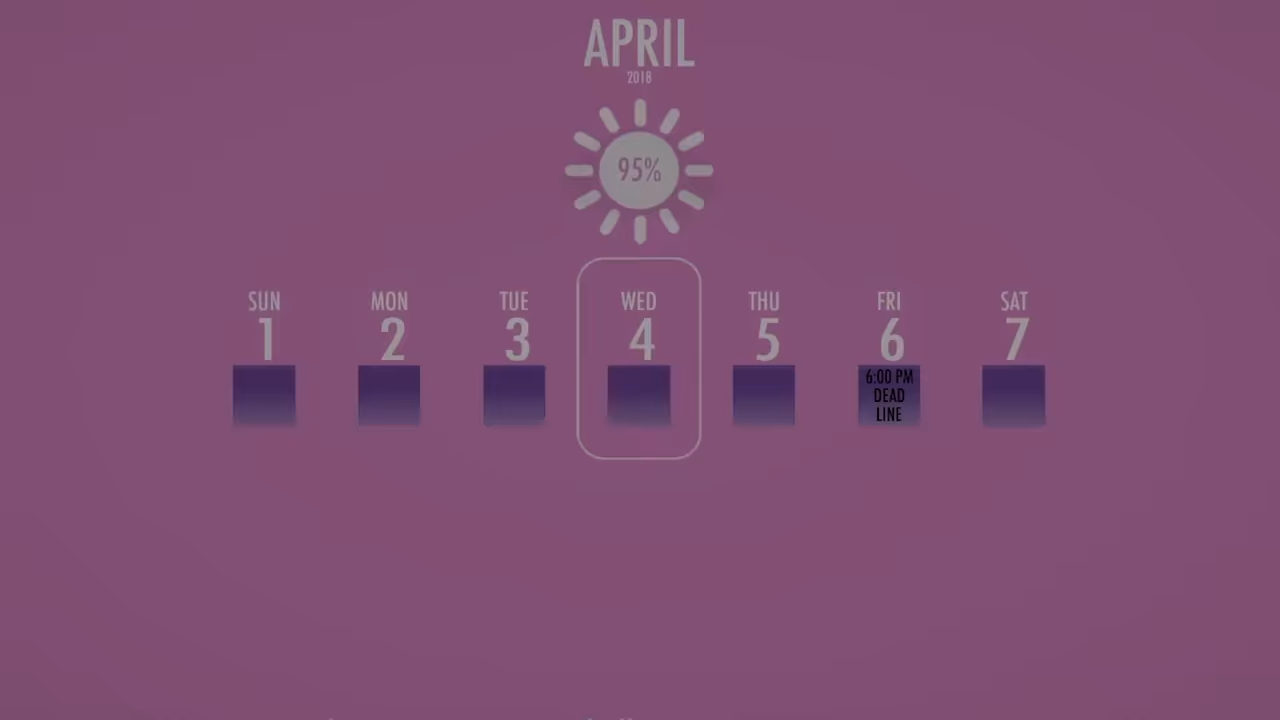 APRIL
2018
95%
SUN MON TUE WED THU FRI SAT
1 2 3 4 5 6 7
6:00 PM
DEAD
LINE